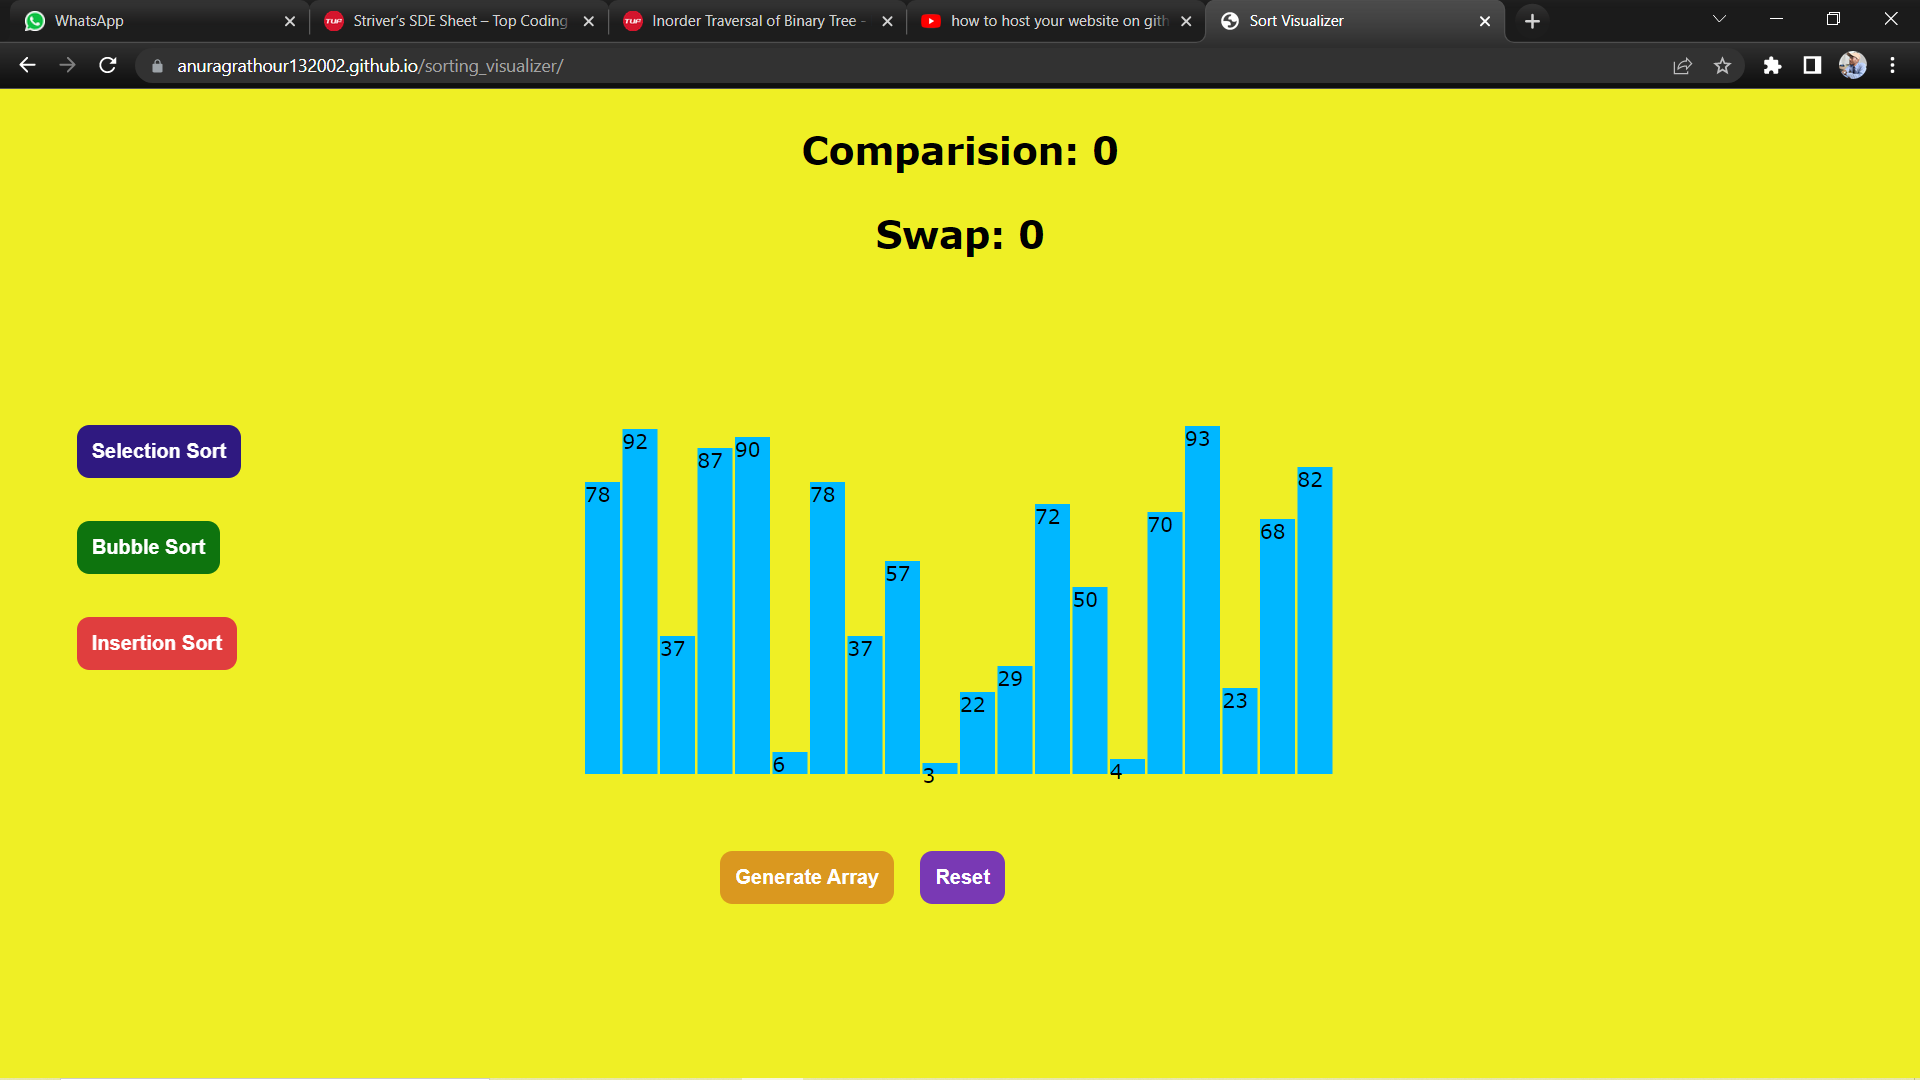 WhatsApp
Striver's SDE Sheet – Top Coding
Inorder Traversal of Binary Tree -
how to host your website on gith
Sort Visualizer
anuragrathour132002.github.io/sorting_visualizer/
Comparision: 0
Swap: 0
Selection Sort
Bubble Sort
Insertion Sort
78 92 37 87 90 6 78 37 57 3 22 29 72 50 4 70 93 23 68 82
Generate Array
Reset